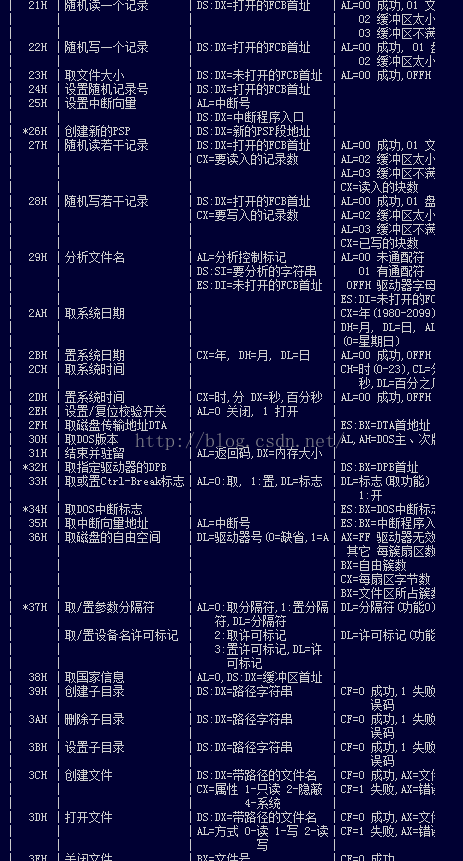 21H 随机读一个记录 DS:DX=打开的FCB首址 AL=00 成功,01 文
02 缓冲区太小
03 缓冲区不满
22H 随机写一个记录 DS:DX=打开的FCB首址 AL=00 成功, 01 盘
02 缓冲区太小
23H 取文件大小 DS:DX=未打开的FCB首址 AL=00 成功,0FFH
24H 设置随机记录号 DS:DX=打开的FCB首址
25H 设置中断向量 AL=中断号
DS:DX=中断程序入口
*26H 创建新的PSP DS:DX=新的PSP段地址
27H 随机读若干记录 DS:DX=打开的FCB首址 AL=00 成功,01 文
CX=要读入的记录数 AL=02 缓冲区太小
AL=03 缓冲区不满
CX=读入的块数
28H 随机写若干记录 DS:DX=打开的FCB首址 AL=00 成功,01 盘
CX=要写入的记录数 AL=02 缓冲区太小
AL=03 缓冲区不满
CX=已写的块数
29H 分析文件名 AL=分析控制标记 AL=00 未通配符
DS:SI=要分析的字符串 01 有通配符
ES:DI=未打开的FCB首址 0FFH 驱动器字母
ES:DI=未打开的FC
2AH 取系统日期 CX=年(1980-2099)
DH=月, DL=日, AL
(0=星期日)
2BH 置系统日期 CX=年, DH=月, DL=日 AL=00 成功,0FFH
2CH 取系统时间 CH=时(0-23),CL=分
秒,DL=百分之
2DH 置系统时间 CX=时,分 DX=秒,百分秒 AL=00 成功,0FFH
2EH 设置/复位校验开关 AL=0 关闭, 1 打开
2FH 取磁盘传输地址DTA ES:BX=DTA首地址
30H 取DOS版本 AL,AH=DOS主、次版
http://blog.csdn.net/
31H 结束并驻留 AL=返回码,DX=内存大小
*32H 取指定驱动器的DPB DS:BX=DPB首址
33H 取或置Ctrl-Break标志 AL=0:取, 1:置,DL=标志 DL=标志(取功能)
1:开
*34H 取DOS中断标志 ES:BX=DOS中断标志
35H 取中断向量地址 AL=中断号 ES:BX=中断程序入
36H 取磁盘的自由空间 DL=驱动器号(0=缺省,1=A AX=FF 驱动器无效
其它 每簇扇区数
BX=自由簇数
CX=每扇区字节数
BX=文件区所占簇数
*37H 取/置参数分隔符 AL=0:取分隔符,1:置分隔 DL=分隔符(功能0)
符,DL=分隔符
取/置设备名许可标记 2:取许可标记 DL=许可标记(功能
3:置许可标记,DL=许
可标记
38H 取国家信息 AL=0,DS:DX=缓冲区首址
39H 创建子目录 DS:DX=路径字符串 CF=0 成功,1 失败
误码
3AH 删除子目录 DS:DX=路径字符串 CF=0 成功,1 失败
误码
3BH 设置子目录 DS:DX=路径字符串 CF=0 成功,1 失败
误码
3CH 创建文件 DS:DX=带路径的文件名 CF=0 成功,AX=文件
CX=属性 1-只读 2-隐蔽 CF=1 失败,AX=错误
4-系统
3DH 打开文件 DS:DX=带路径的文件名 CF=0 成功,AX=文件
AL=方式 0-读 1-写 2-读 CF=1 失败,AX=错误
写
3EH 关闭文件 BX=文件号 CF=0 成功